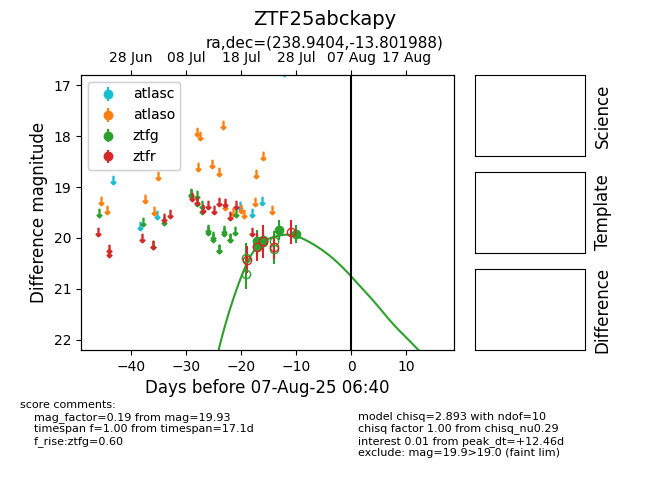 ZTF25abckapy
ra,dec=(238.9404,-13.801988)
28 Jun 08 Jul 18 Jul 28 Jul 07 Aug 17 Aug
17
18
19
20
21
22
Difference magnitude
atlasc
atlaso
ztfg
ztfr
−40 −30 −20 −10 0 10
Days before 07-Aug-25 06:40
Science
Template
Difference
score comments:
mag_factor=0.19 from mag=19.93
timespan f=1.00 from timespan=17.1d
f_rise:ztfg=0.60
model chisq=2.893 with ndof=10
chisq factor 1.00 from chisq_nu0.29
interest 0.01 from peak_dt=+12.46d
exclude: mag=19.9>19.0 (faint lim)